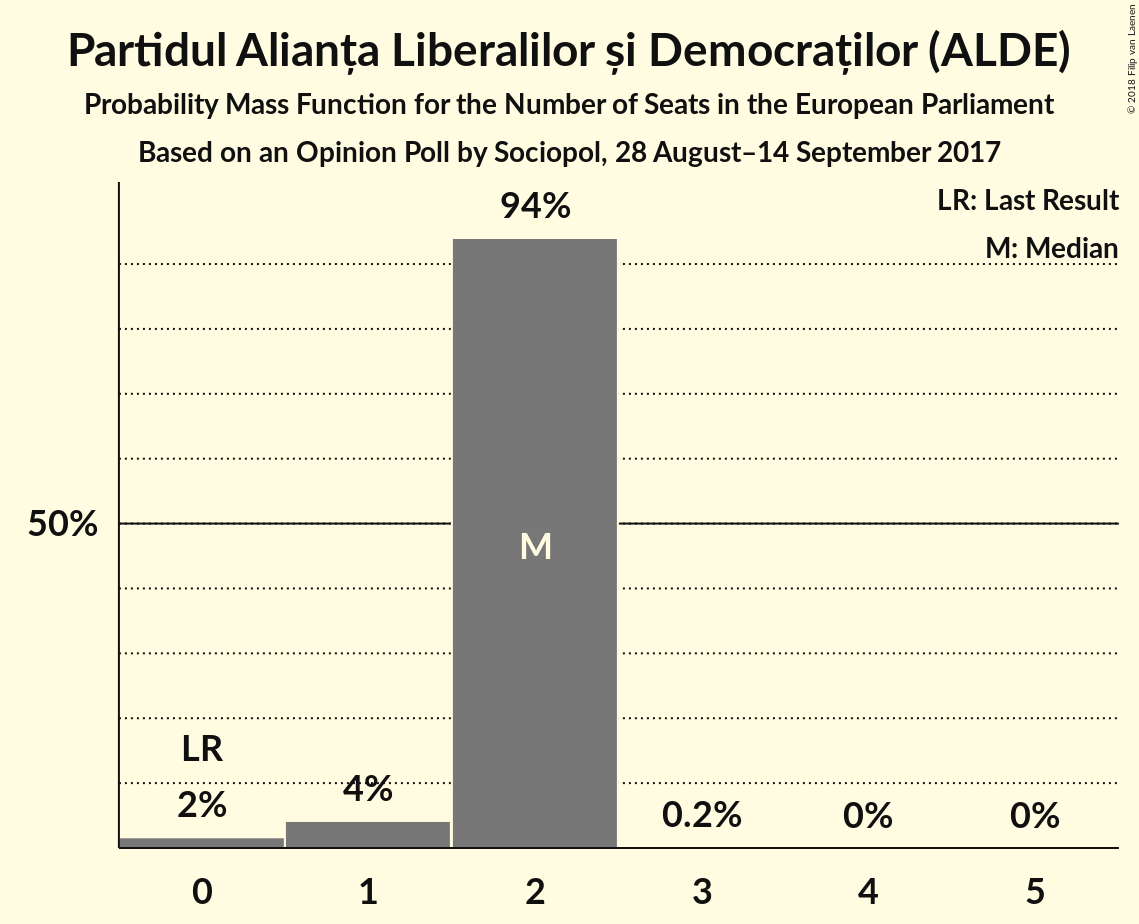 Partidul Alianța Liberalilor și Democraților (ALDE)
Probability Mass Function for the Number of Seats in the European Parliament
Based on an Opinion Poll by Sociopol, 28 August–14 September 2017
© 2018 Filip van Laenen
LR: Last Result
M: Median
94%
50%
M
LR
2%
4%
0.2%
0%
0%
0
1
2
3
4
5